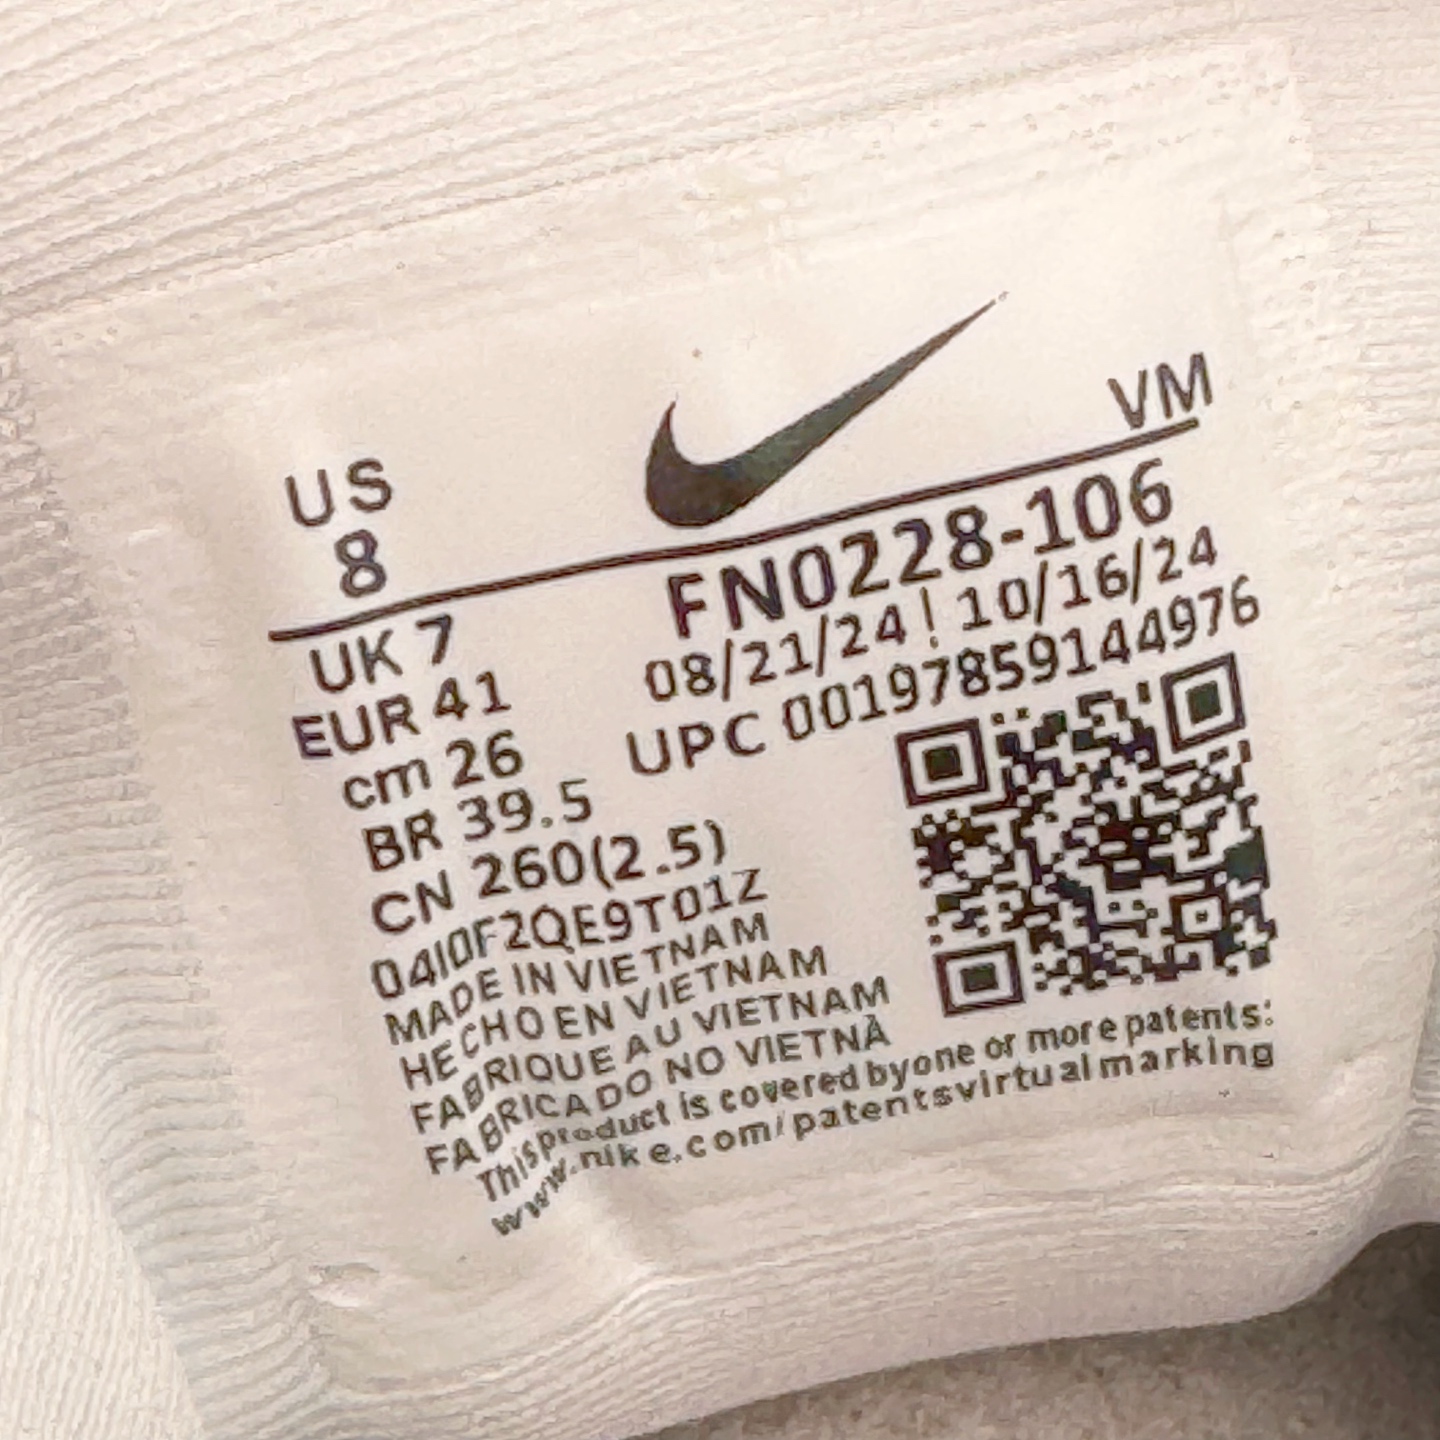 VM
US
8
FN0228-106
08/21/24 ! 10/16/24
UPC 00197859144976
UK 7
EUR 41
cm 26
BR 39.5
CN 260(2.5)
04I0F2QE9T01Z
MADE IN VIETNAM
HECHO EN VIETNAM
FABRIQUE AU VIETNAM
FABRICADO NO VIETNÃ
This product is covered by one or more patents:
www.nike.com/patentsvirtualmarking